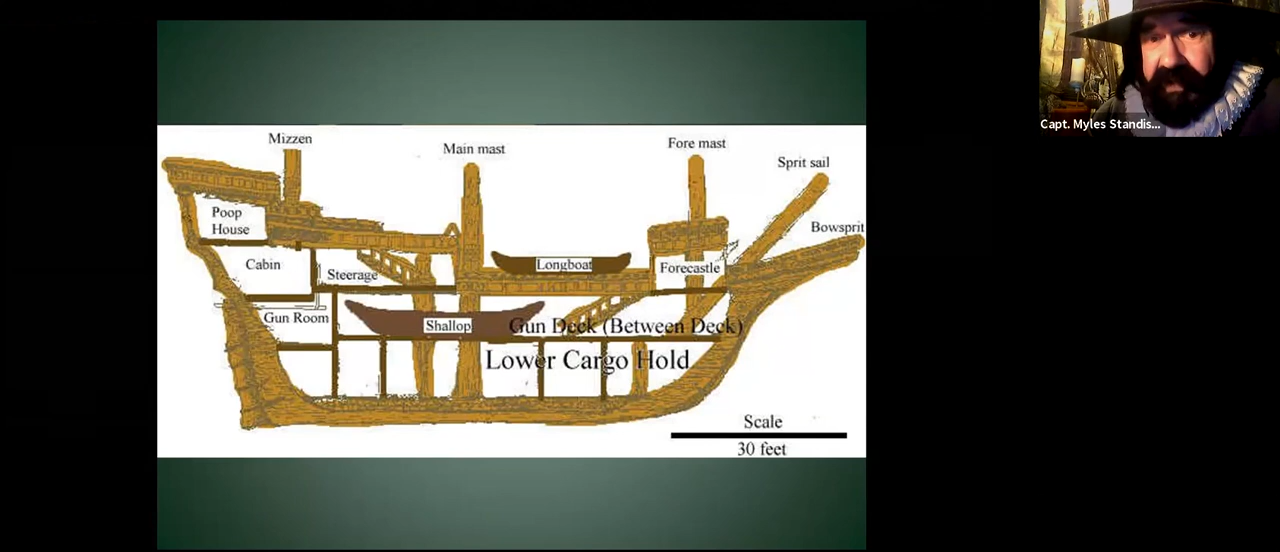 Capt. Myles Standis...
Mizzen
Main mast
Fore mast
Sprit sail
Poop
House
Bowsprit
Cabin
Steerage
Longboat
Forecastle
Gun Room
Shallop
Gun Deck (Between Deck)
Lower Cargo Hold
Scale
30 feet